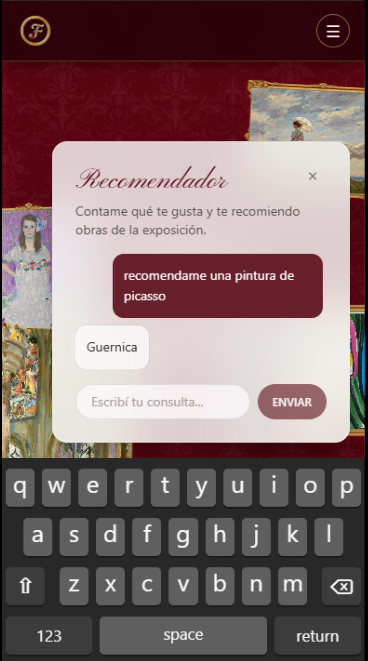 F
☰
Recomendador
×
Contame qué te gusta y te recomiendo
obras de la exposición.
recomendame una pintura de
picasso
Guernica
Escribí tu consulta...
ENVIAR
q w e r t y u i o p
a s d f g h j k l
⇧ z x c v b n m ⌫
123 space return